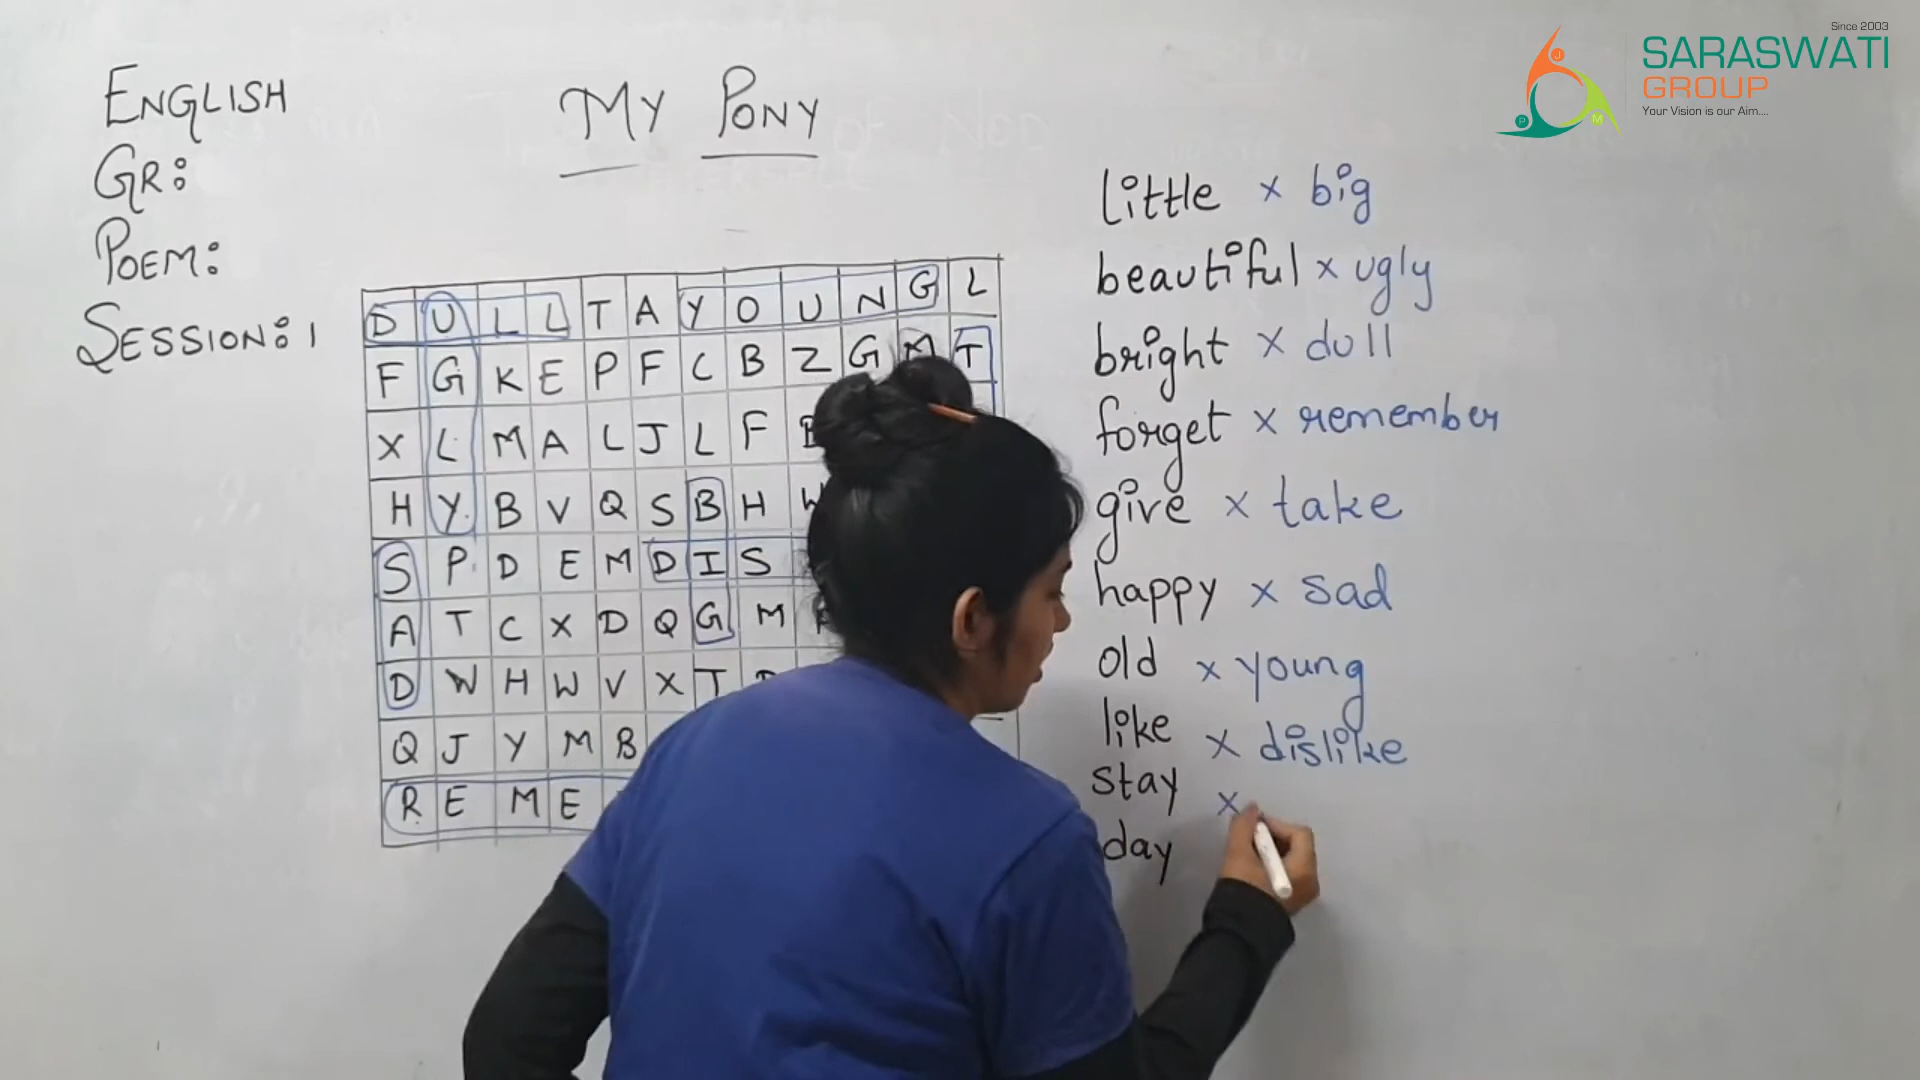 Since 2003
SARASWATI
GROUP
Your Vision is our Aim....
J
P
M
ENGLISH
GR:
POEM:
SESSION: 1
MY PONY
D U L L T A Y O U N G L
F G K E P F C B Z G M T
X L M A L J L F
H Y B V Q S B H
S P D E M D I S
A T C X D Q G M
D W H W V X T
Q J Y M B
R E M E
little x big
beautiful x ugly
bright x dull
forget x remember
give x take
happy x sad
old x young
like x dislike
stay x
day